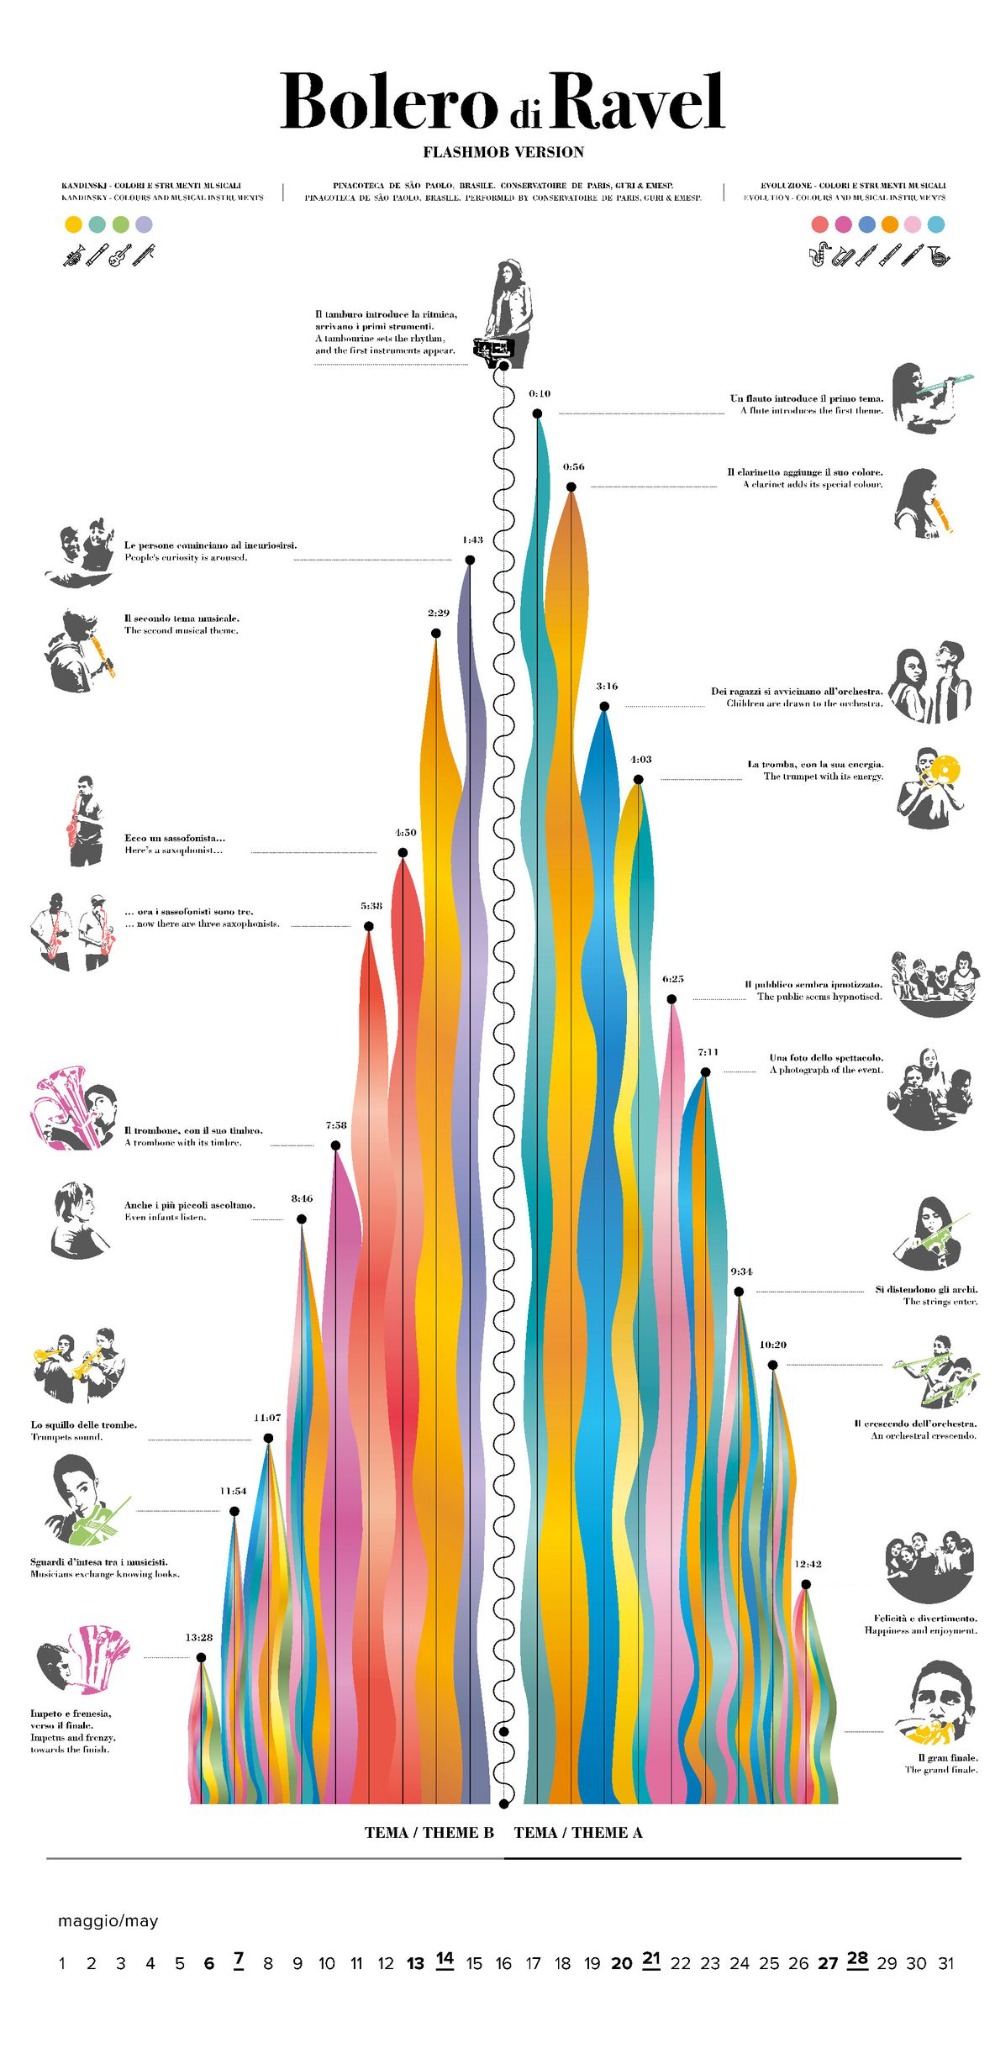 Bolero di Ravel
FLASHMOB VERSION
KANDINSKJ - COLORI E STRUMENTI MUSICALI
KANDINSKY - COLOURS AND MUSICAL INSTRUMENTS
PINACOTECA DE SÃO PAOLO, BRASILE. CONSERVATOIRE DE PARIS, GURI & EMESP.
PINACOTECA DE SÃO PAOLO, BRASILE. PERFORMED BY CONSERVATOIRE DE PARIS, GURI & EMESP.
EVOLUZIONE - COLORI E STRUMENTI MUSICALI
EVOLUTION - COLOURS AND MUSICAL INSTRUMENTS
Il tamburo introduce la ritmica,
arrivano i primi strumenti.
A tambourine sets the rhythm,
and the first instruments appear.
0:10
Un flauto introduce il primo tema.
A flute introduces the first theme.
0:56
Il clarinetto aggiunge il suo colore.
A clarinet adds its special colour.
1:43
Le persone cominciano ad incuriosirsi.
People's curiosity is aroused.
2:29
Il secondo tema musicale.
The second musical theme.
3:16
Dei ragazzi si avvicinano all'orchestra.
Children are drawn to the orchestra.
4:03
La tromba, con la sua energia.
The trumpet with its energy.
4:50
Ecco un sassofonista...
Here's a saxophonist...
5:38
... ora i sassofonisti sono tre.
... now there are three saxophonists.
6:25
Il pubblico sembra ipnotizzato.
The public seems hypnotised.
7:11
Una foto dello spettacolo.
A photograph of the event.
7:58
Il trombone, con il suo timbro.
A trombone with its timbre.
8:46
Anche i più piccoli ascoltano.
Even infants listen.
9:34
Si distendono gli archi.
The strings enter.
10:20
Il crescendo dell'orchestra.
An orchestral crescendo.
11:07
Lo squillo delle trombe.
Trumpets sound.
11:54
Sguardi d'intesa tra i musicisti.
Musicians exchange knowing looks.
12:42
Felicità e divertimento.
Happiness and enjoyment.
13:28
Impeto e frenesia,
verso il finale.
Impetus and frenzy,
towards the finish.
Il gran finale.
The grand finale.
TEMA / THEME B TEMA / THEME A
maggio/may
1 2 3 4 5 6 7 8 9 10 11 12 13 14 15 16 17 18 19 20 21 22 23 24 25 26 27 28 29 30 31